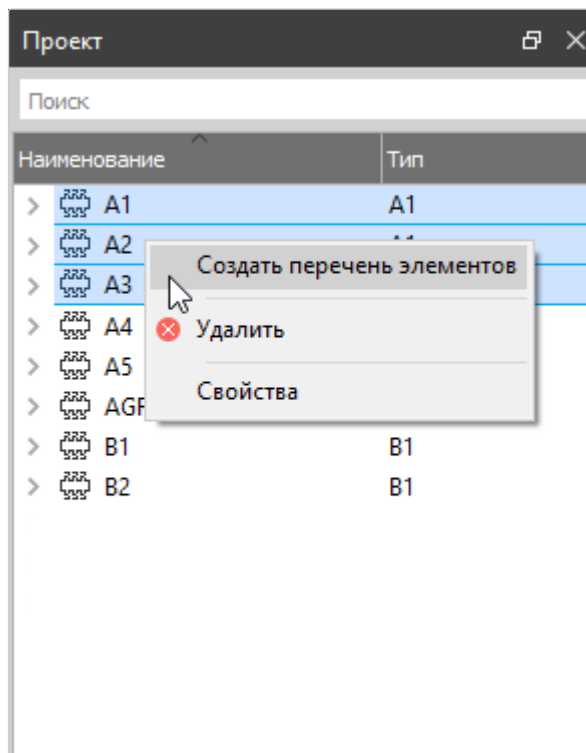 Проект
Поиск
Наименование Тип
A1 A1
A2
Создать перечень элементов
A3
A4 Удалить
A5
Свойства
B1 B1
B2 B1